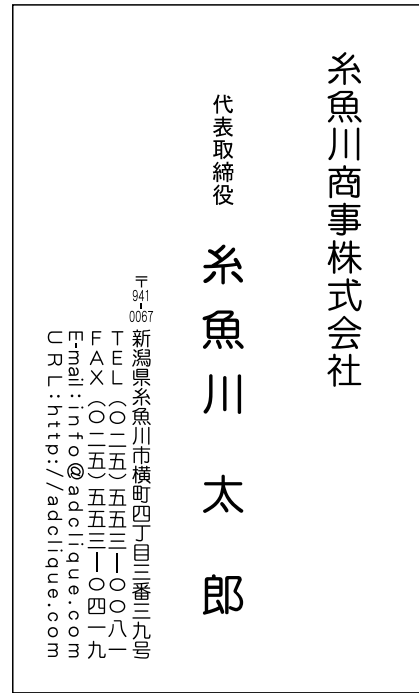 糸魚川商事株式会社
代表取締役 糸魚川 太郎
〒941-0067 新潟県糸魚川市横町四丁目三番三九号
TEL(〇二五)五五三ー〇〇八一
FAX(〇二五)五五三ー〇四一九
E-mail:info@adclique.com
URL:http://adclique.com